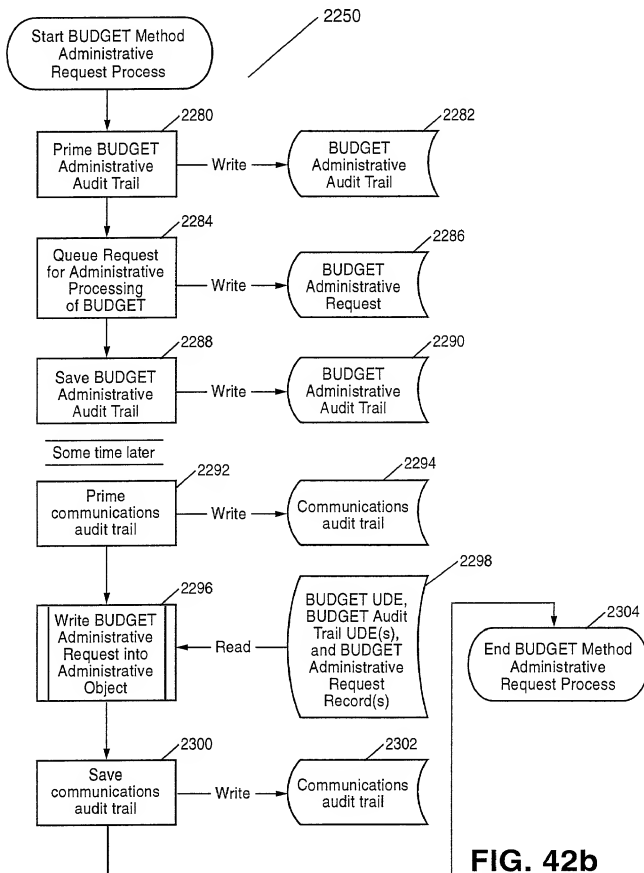 Start BUDGET Method
Administrative
Request Process
2250
2280
Prime BUDGET
Administrative
Audit Trail
Write
2282
BUDGET
Administrative
Audit Trail
2284
Queue Request
for Administrative
Processing
of BUDGET
Write
2286
BUDGET
Administrative
Request
2288
Save BUDGET
Administrative
Audit Trail
Write
2290
BUDGET
Administrative
Audit Trail
Some time later
2292
Prime
communications
audit trail
Write
2294
Communications
audit trail
2296
Write BUDGET
Administrative
Request into
Administrative
Object
Read
2298
BUDGET UDE,
BUDGET Audit
Trail UDE(s),
and BUDGET
Administrative
Request
Record(s)
2300
Save
communications
audit trail
Write
2302
Communications
audit trail
2304
End BUDGET Method
Administrative
Request Process
FIG. 42b